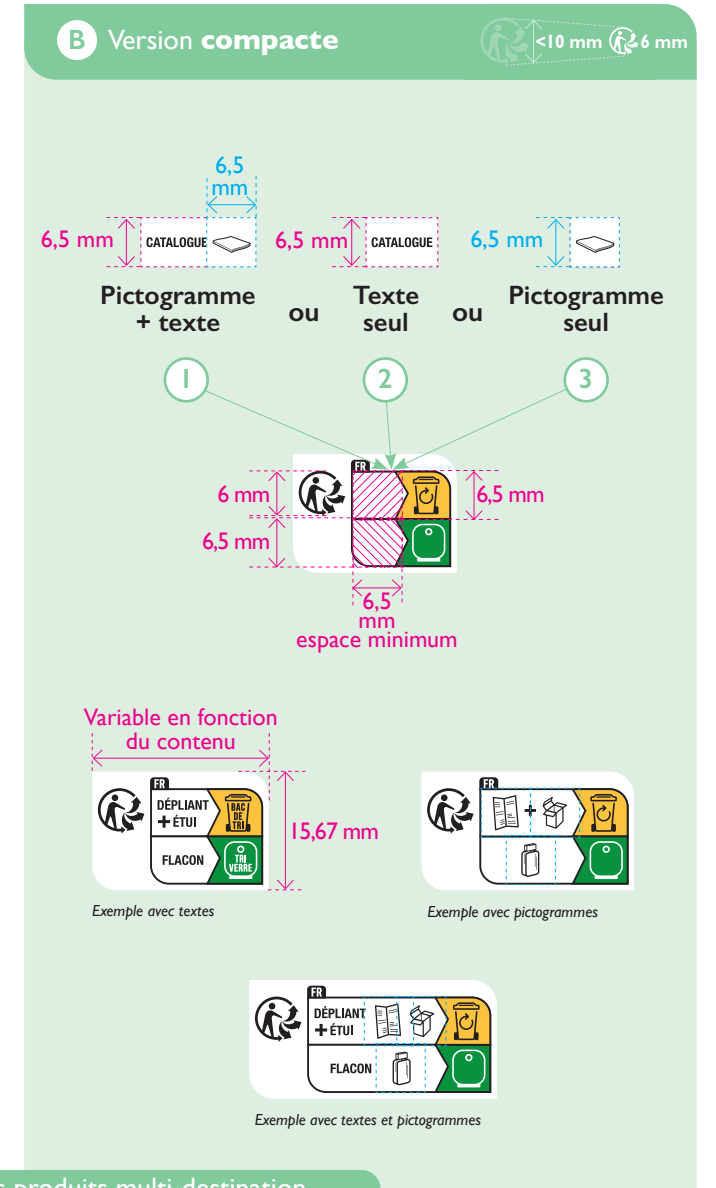 B Version compacte
<10 mm 6 mm
6,5
mm
6,5 mm CATALOGUE 6,5 mm CATALOGUE 6,5 mm
Pictogramme
+ texte
ou
Texte
seul
ou
Pictogramme
seul
1 2 3
FR
6 mm 6,5 mm
6,5 mm
6,5
mm
espace minimum
Variable en fonction
du contenu
FR
DÉPLIANT
+ ÉTUI
BAC
DE
TRI
FLACON
TRI
VERRE
15,67 mm
Exemple avec textes
FR
+
Exemple avec pictogrammes
FR
DÉPLIANT
+ ÉTUI
FLACON
Exemple avec textes et pictogrammes
produits multi-destination